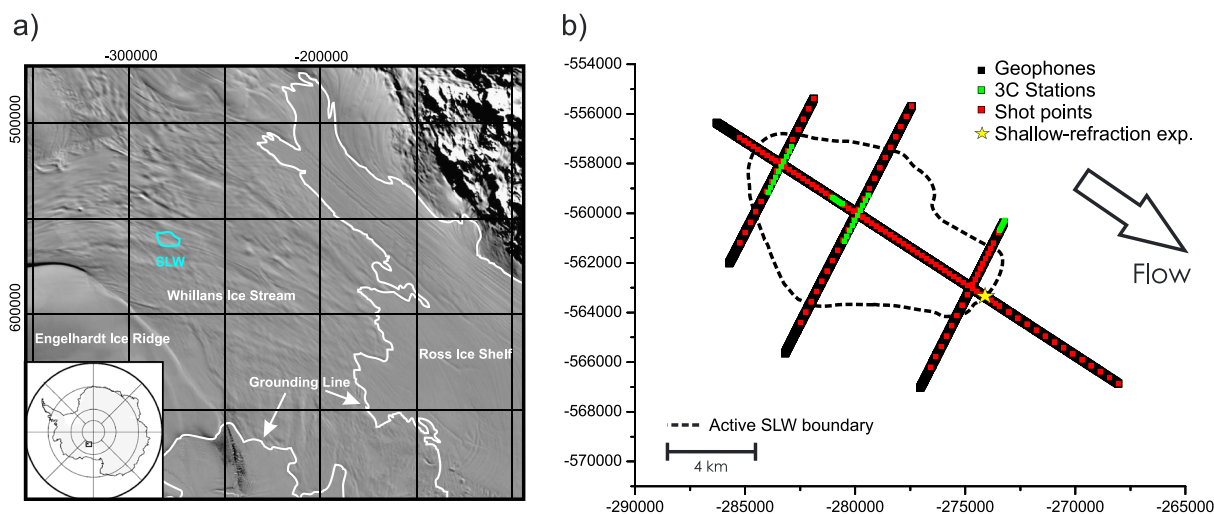 a)
-300000
-200000
500000
600000
SLW
Whillans Ice Stream
Engelhardt Ice Ridge
Ross Ice Shelf
Grounding Line
b)
-554000
-556000
-558000
-560000
-562000
-564000
-566000
-568000
-570000
Geophones
3C Stations
Shot points
Shallow-refraction exp.
Flow
Active SLW boundary
4 km
-290000
-285000
-280000
-275000
-270000
-265000